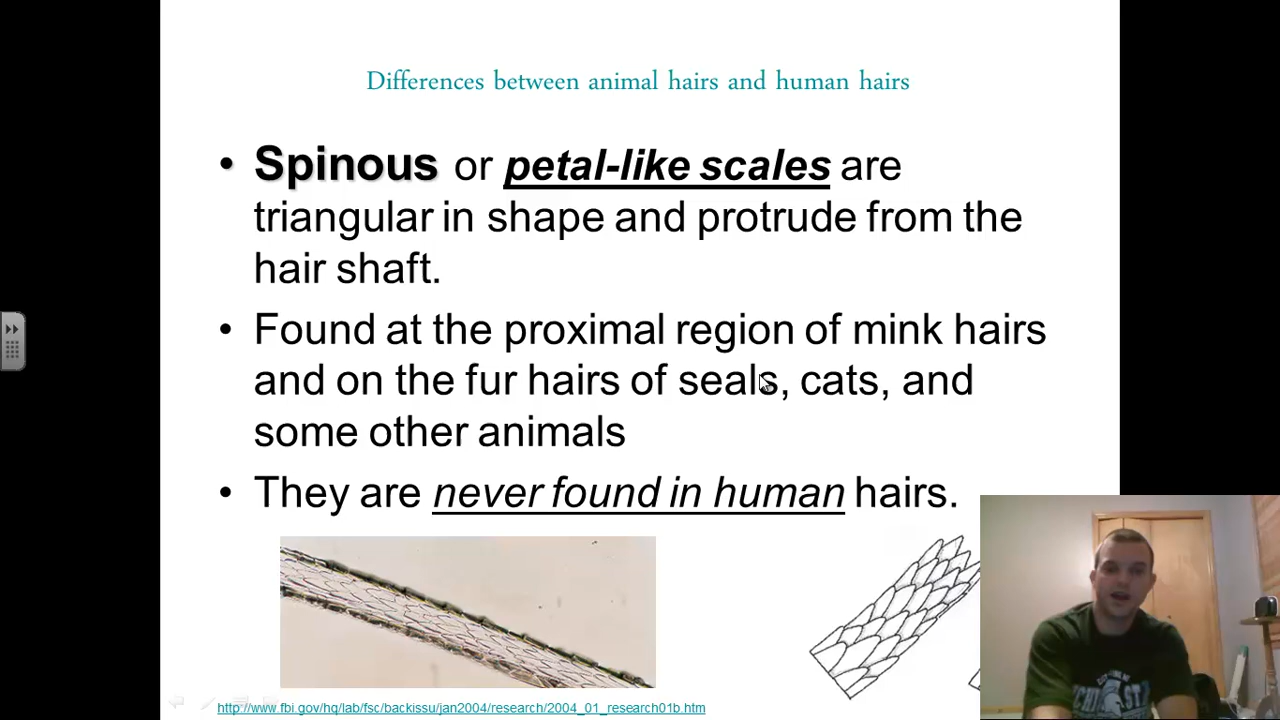 Differences between animal hairs and human hairs
• Spinous or petal-like scales are
triangular in shape and protrude from the
hair shaft.
• Found at the proximal region of mink hairs
and on the fur hairs of seals, cats, and
some other animals
• They are never found in human hairs.
http://www.fbi.gov/hq/lab/fsc/backissu/jan2004/research/2004_01_research01b.htm